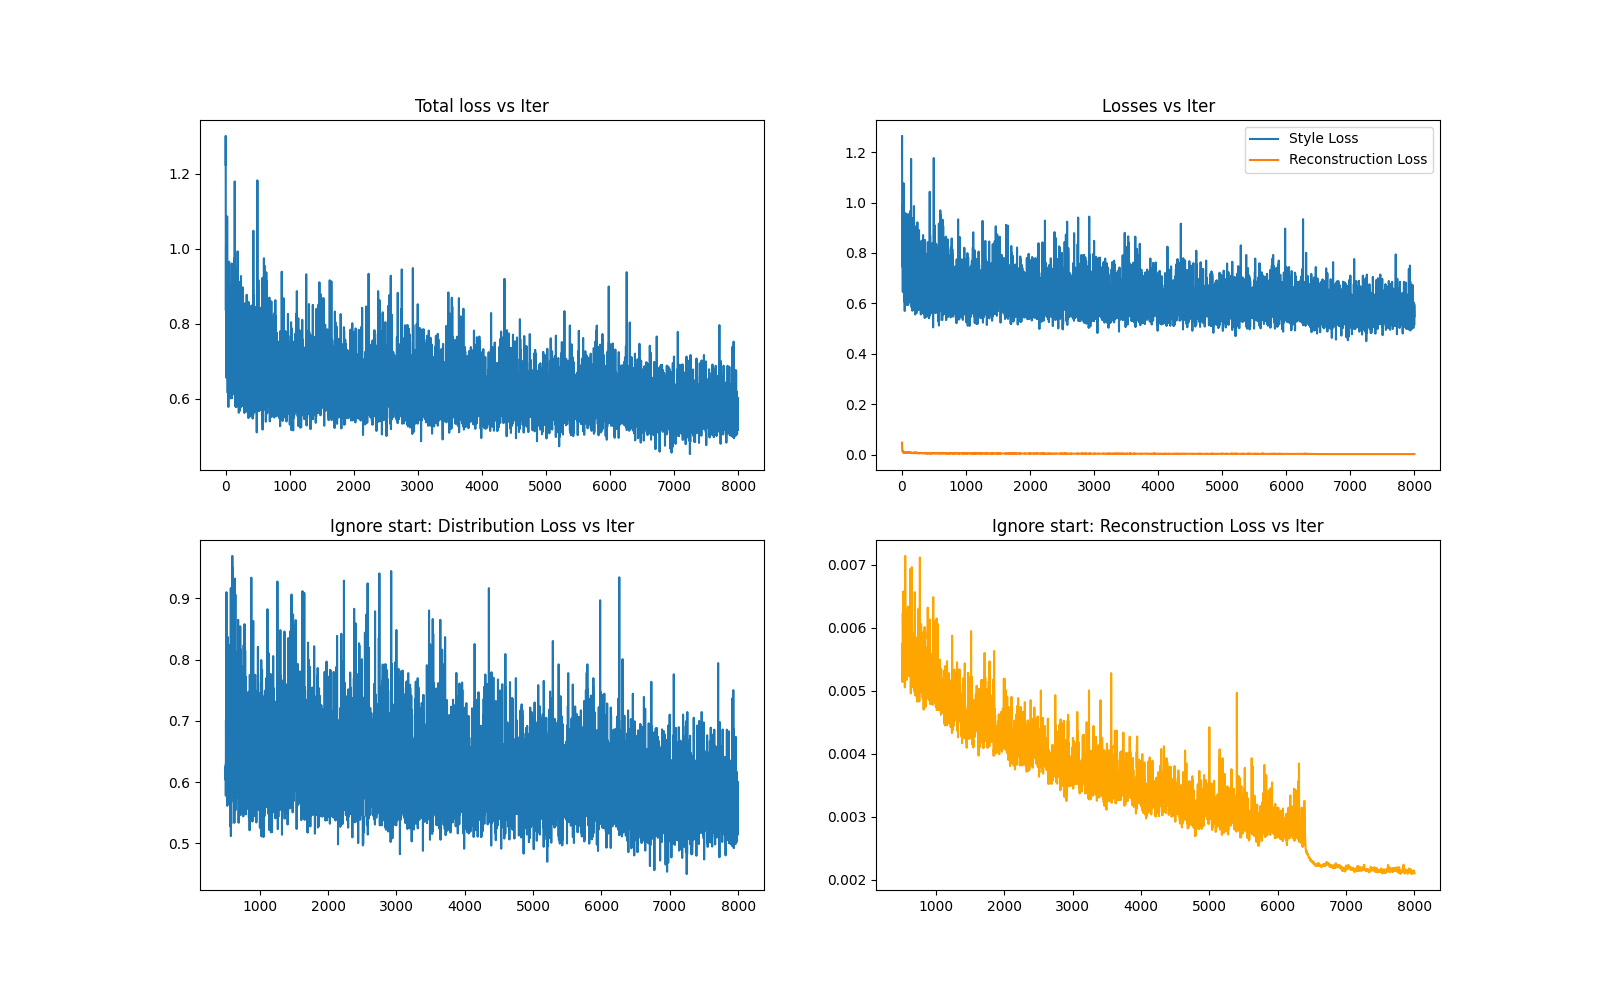 Total loss vs Iter
1.2
1.0
0.8
0.6
0 1000 2000 3000 4000 5000 6000 7000 8000
Losses vs Iter
Style Loss
Reconstruction Loss
1.2
1.0
0.8
0.6
0.4
0.2
0.0
0 1000 2000 3000 4000 5000 6000 7000 8000
Ignore start: Distribution Loss vs Iter
0.9
0.8
0.7
0.6
0.5
1000 2000 3000 4000 5000 6000 7000 8000
Ignore start: Reconstruction Loss vs Iter
0.007
0.006
0.005
0.004
0.003
0.002
1000 2000 3000 4000 5000 6000 7000 8000